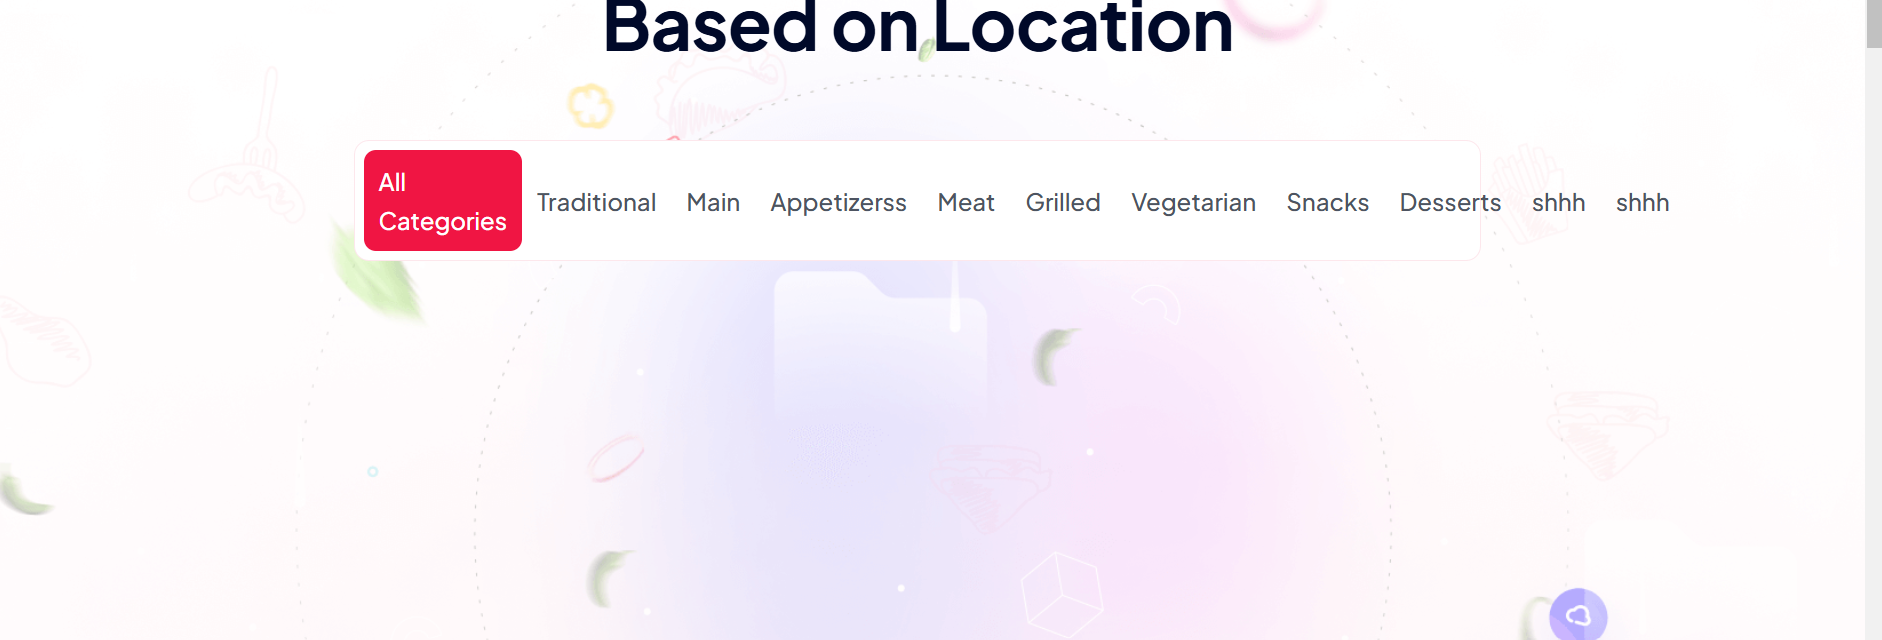 Based on Location
All
Categories
Traditional Main Appetizerss Meat Grilled Vegetarian Snacks Desserts shhh shhh